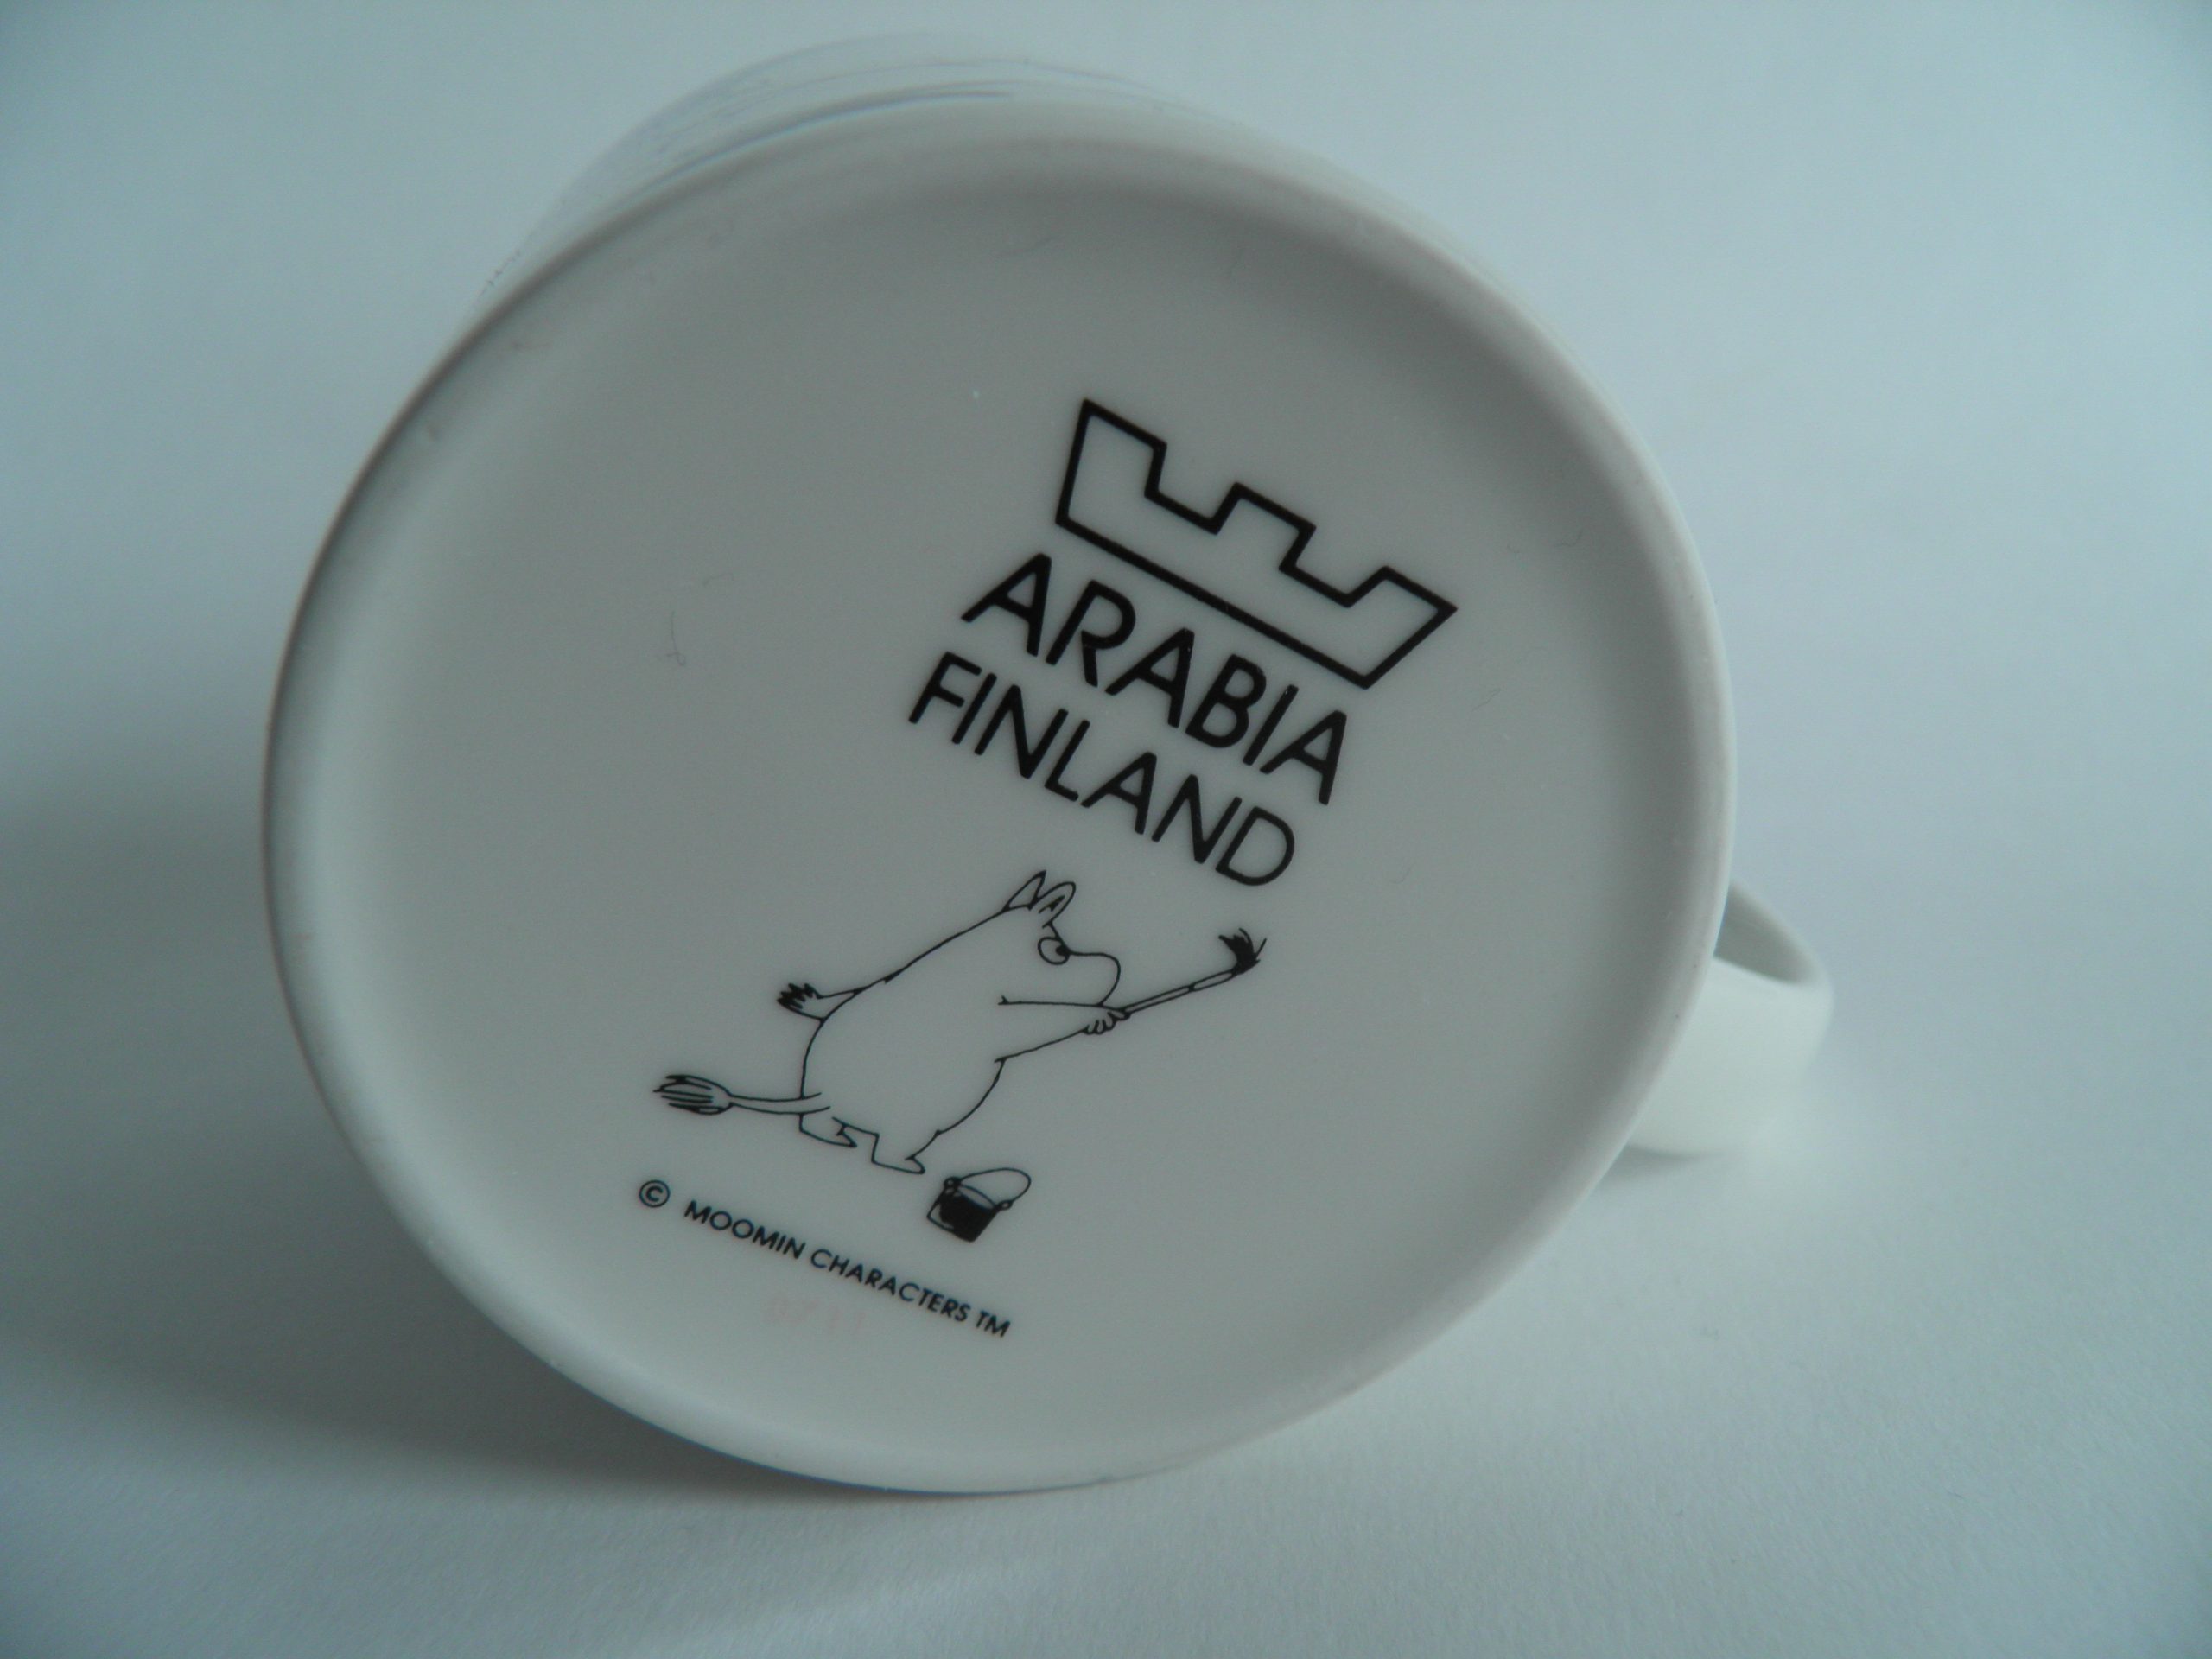 ARABIA
FINLAND
© MOOMIN CHARACTERS TM